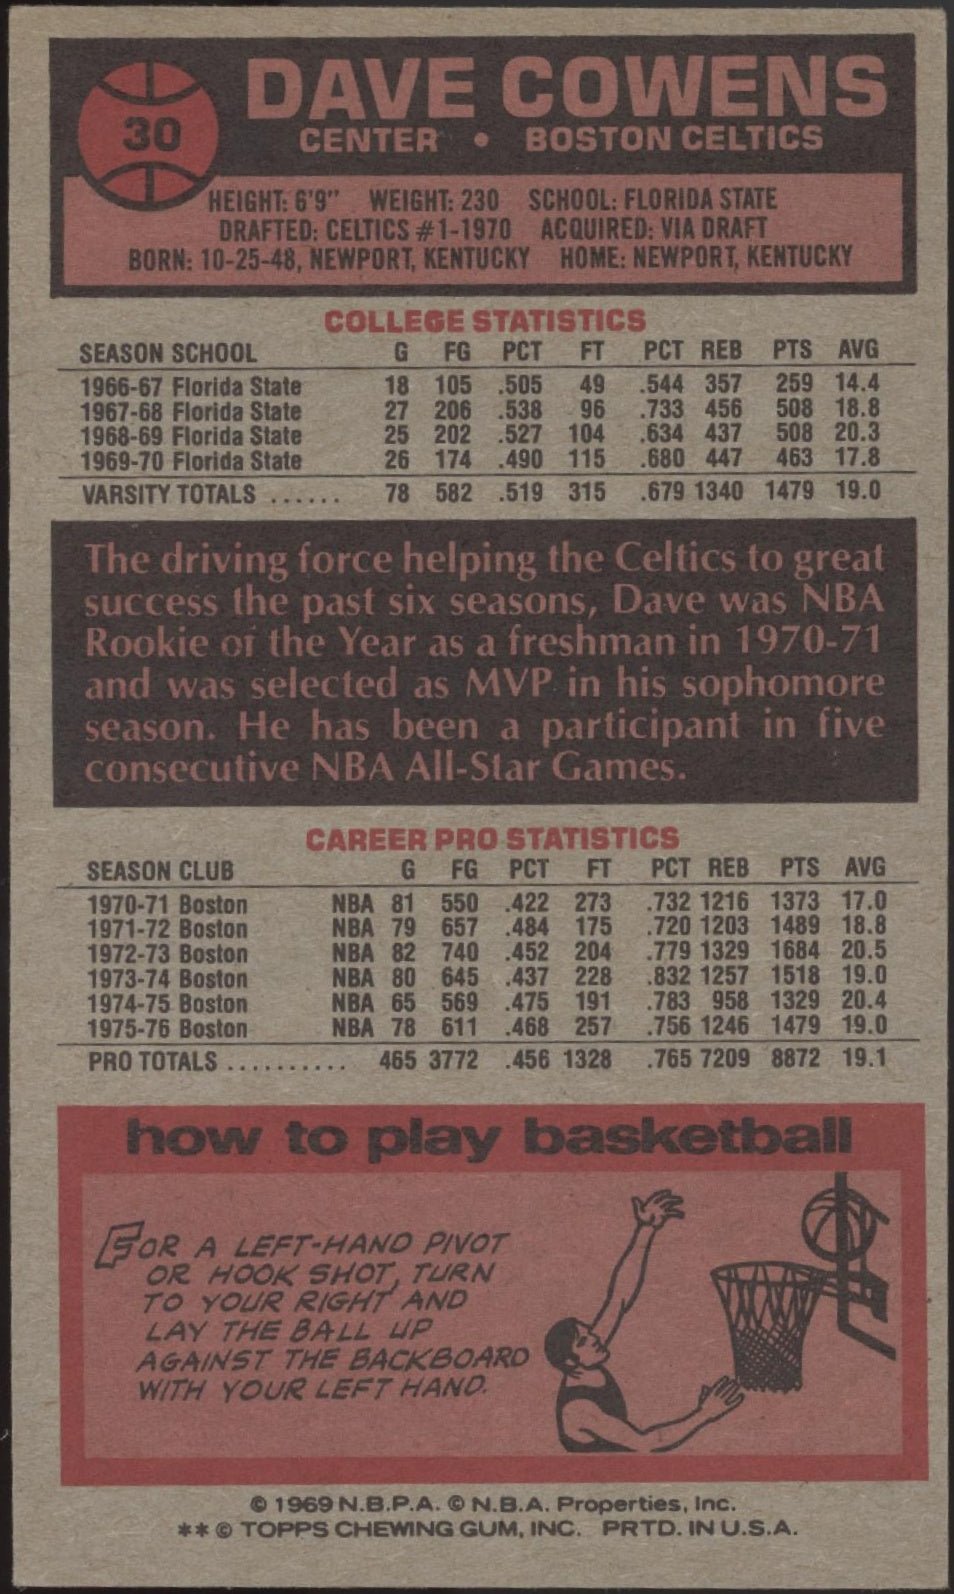 30
DAVE COWENS
CENTER • BOSTON CELTICS
HEIGHT: 6'9" WEIGHT: 230 SCHOOL: FLORIDA STATE
DRAFTED: CELTICS #1-1970 ACQUIRED: VIA DRAFT
BORN: 10-25-48, NEWPORT, KENTUCKY HOME: NEWPORT, KENTUCKY
COLLEGE STATISTICS
SEASON SCHOOL G FG PCT FT PCT REB PTS AVG
1966-67 Florida State 18 105 .505 49 .544 357 259 14.4
1967-68 Florida State 27 206 .538 96 .733 456 508 18.8
1968-69 Florida State 25 202 .527 104 .634 437 508 20.3
1969-70 Florida State 26 174 .490 115 .680 447 463 17.8
VARSITY TOTALS ...... 78 582 .519 315 .679 1340 1479 19.0
The driving force helping the Celtics to great
success the past six seasons, Dave was NBA
Rookie of the Year as a freshman in 1970-71
and was selected as MVP in his sophomore
season. He has been a participant in five
consecutive NBA All-Star Games.
CAREER PRO STATISTICS
SEASON CLUB G FG PCT FT PCT REB PTS AVG
1970-71 Boston NBA 81 550 .422 273 .732 1216 1373 17.0
1971-72 Boston NBA 79 657 .484 175 .720 1203 1489 18.8
1972-73 Boston NBA 82 740 .452 204 .779 1329 1684 20.5
1973-74 Boston NBA 80 645 .437 228 .832 1257 1518 19.0
1974-75 Boston NBA 65 569 .475 191 .783 958 1329 20.4
1975-76 Boston NBA 78 611 .468 257 .756 1246 1479 19.0
PRO TOTALS .......... 465 3772 .456 1328 .765 7209 8872 19.1
how to play basketball
FOR A LEFT-HAND PIVOT
OR HOOK SHOT, TURN
TO YOUR RIGHT AND
LAY THE BALL UP
AGAINST THE BACKBOARD
WITH YOUR LEFT HAND.
© 1969 N.B.P.A. © N.B.A. Properties, Inc.
** © TOPPS CHEWING GUM, INC. PRTD. IN U.S.A.